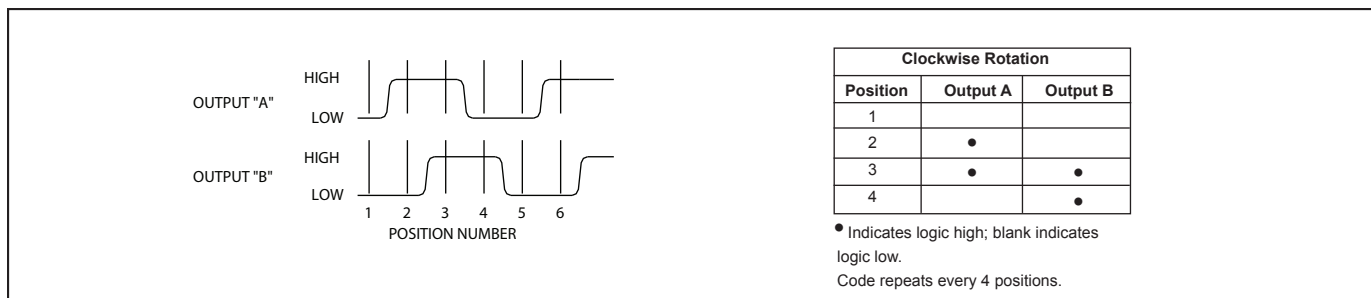 HIGH
OUTPUT "A"
LOW
HIGH
OUTPUT "B"
LOW
1 2 3 4 5 6
POSITION NUMBER
Clockwise Rotation
Position Output A Output B
1
2 ●
3 ● ●
4 ●
● Indicates logic high; blank indicates
logic low.
Code repeats every 4 positions.